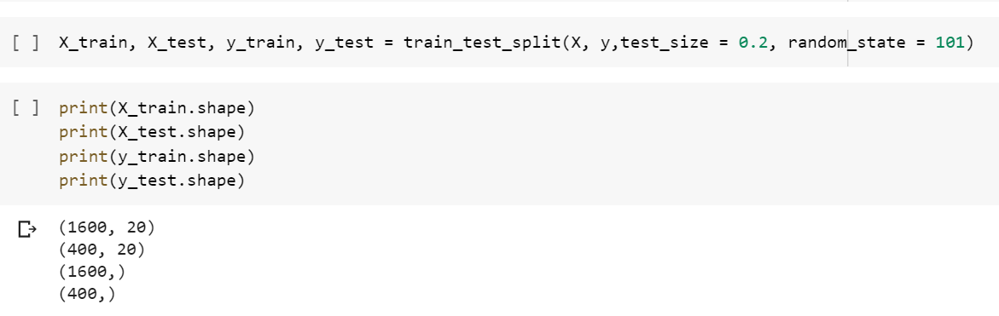 [ ] X_train, X_test, y_train, y_test = train_test_split(X, y,test_size = 0.2, random_state = 101)
[ ] print(X_train.shape)
print(X_test.shape)
print(y_train.shape)
print(y_test.shape)
(1600, 20)
(400, 20)
(1600,)
(400,)